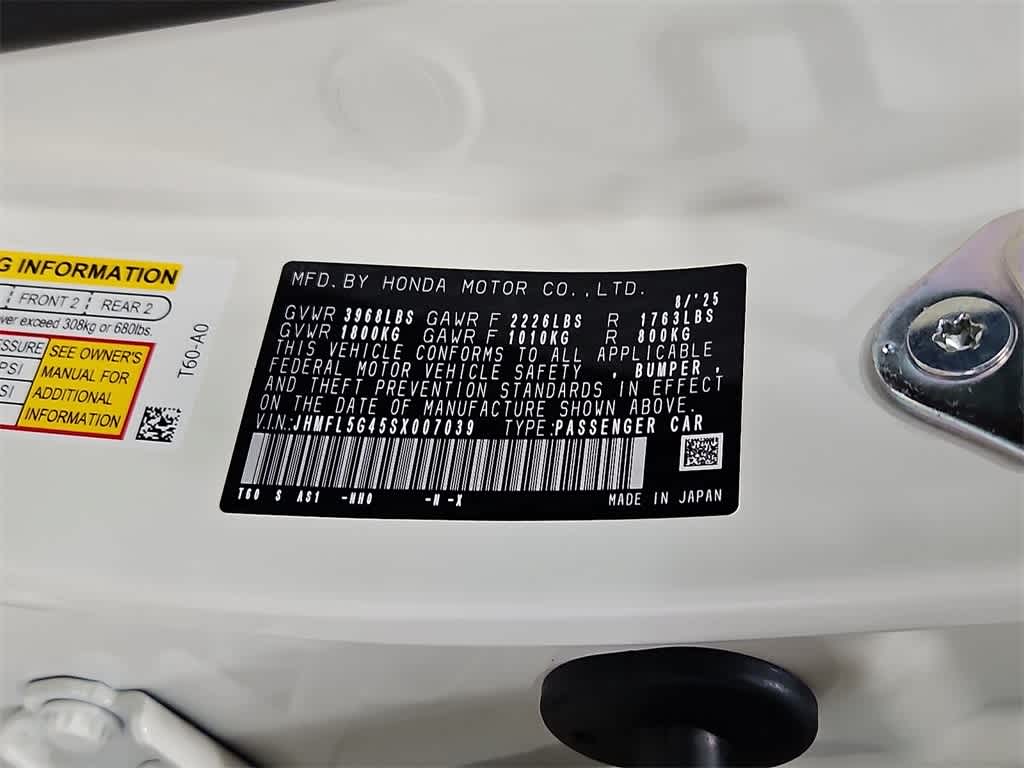 G INFORMATION
FRONT 2 REAR 2
ver exceed 308kg or 680lbs.
ESSURE
PSI
SI
SEE OWNER'S
MANUAL FOR
ADDITIONAL
INFORMATION
T60-A0
MFD. BY HONDA MOTOR CO., LTD.
8/'25
GVWR 3968LBS GAWR F 2226LBS R 1763LBS
GVWR 1800KG GAWR F 1010KG R 800KG
THIS VEHICLE CONFORMS TO ALL APPLICABLE
FEDERAL MOTOR VEHICLE SAFETY , BUMPER ,
AND THEFT PREVENTION STANDARDS IN EFFECT
ON THE DATE OF MANUFACTURE SHOWN ABOVE.
V.I.N: JHMFL5G45SX007039 TYPE: PASSENGER CAR
T60 S AS1 -NH0 -N -X
MADE IN JAPAN